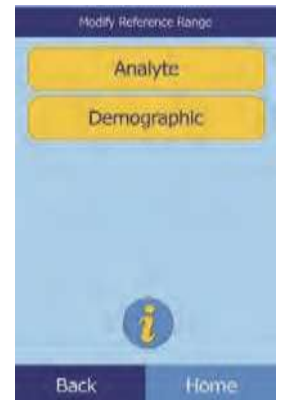 Modify Reference Range
Analyte
Demographic
i
Back
Home